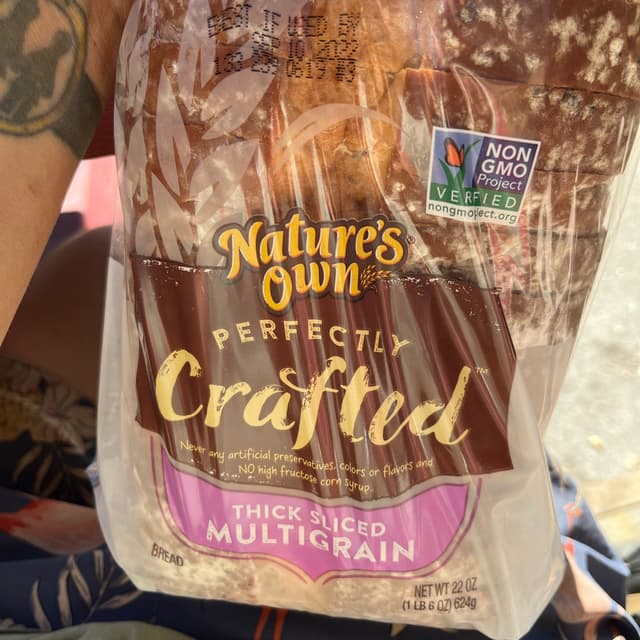 BEST IF USED BY
NON
GMO
Project
VERIFIED
nongmoproject.org
Nature's
Own
PERFECTLY
Crafted™
Never any artificial preservatives, colors or flavors and
NO high fructose corn syrup.
THICK SLICED
MULTIGRAIN
BREAD
NET WT 22 OZ
(1 LB 6 OZ) 624g